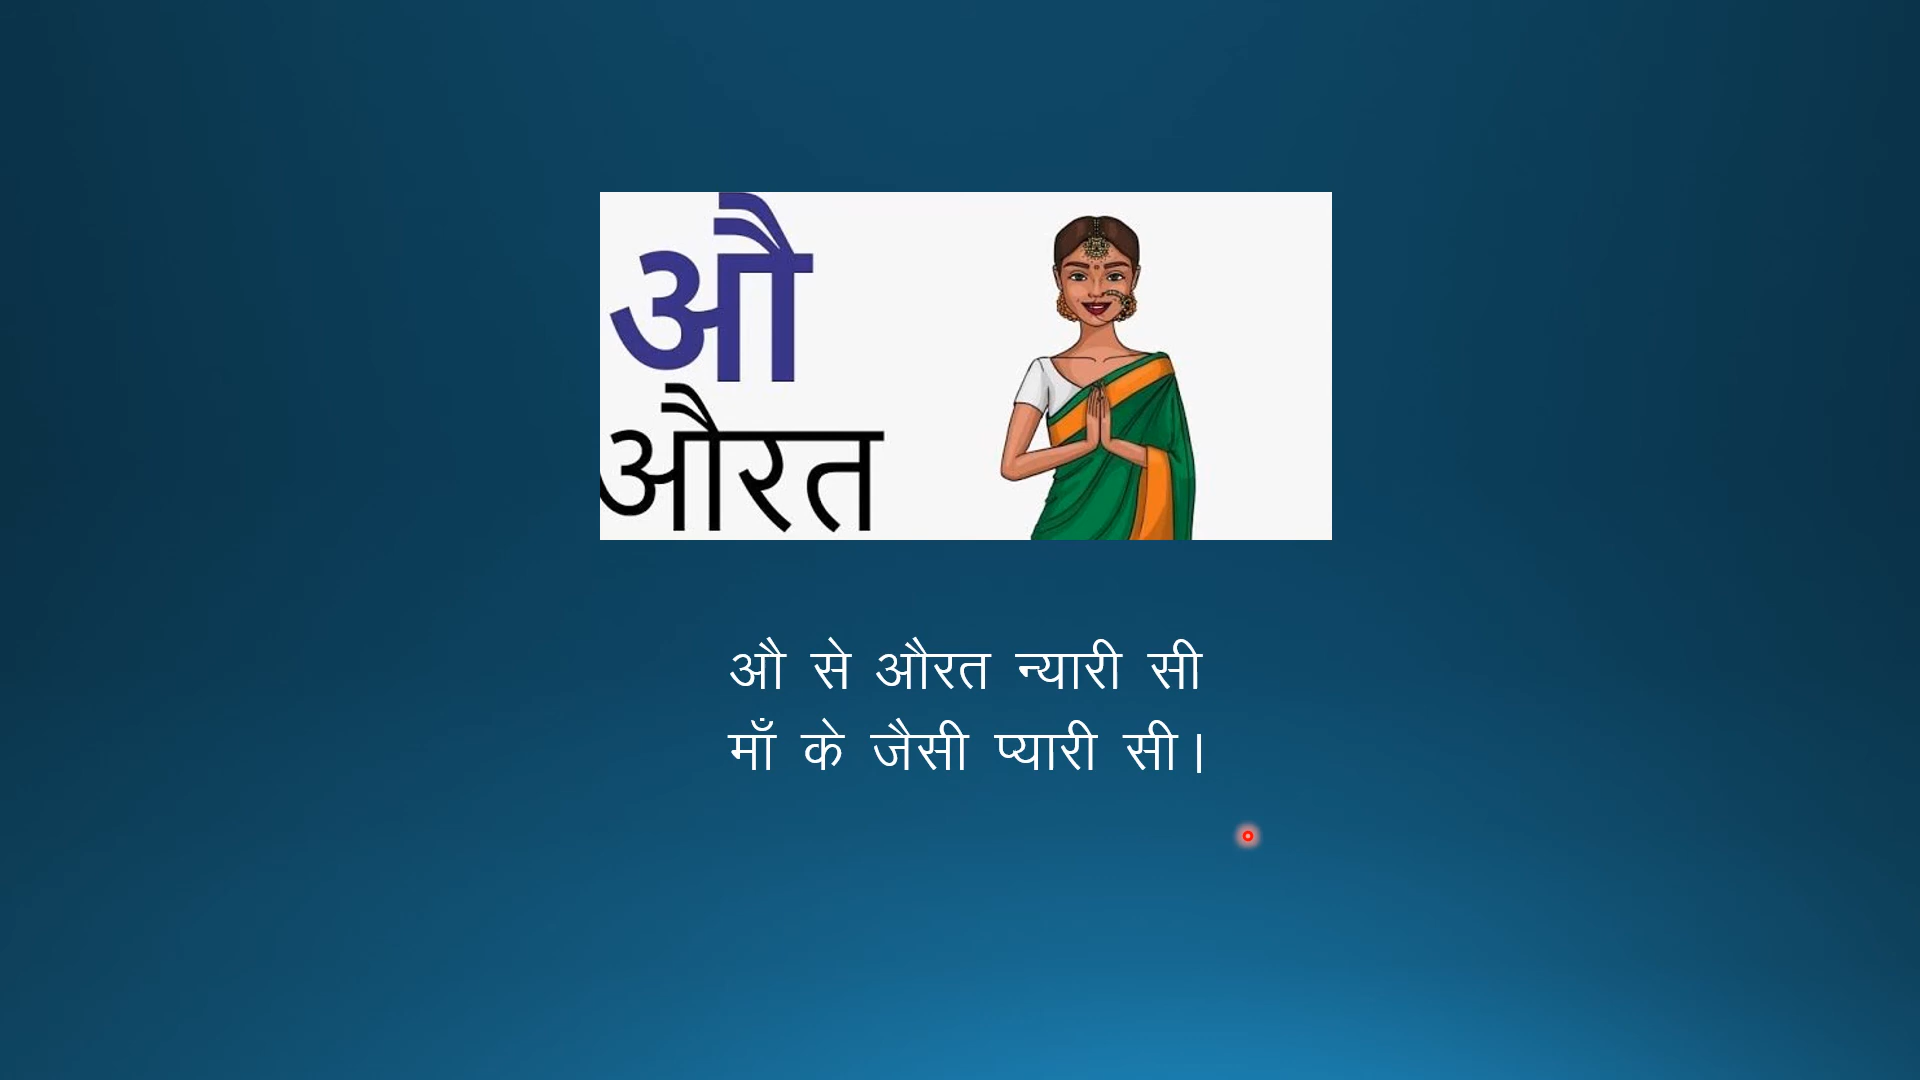 औ
औरत
औ से औरत न्यारी सी
माँ के जैसी प्यारी सी।